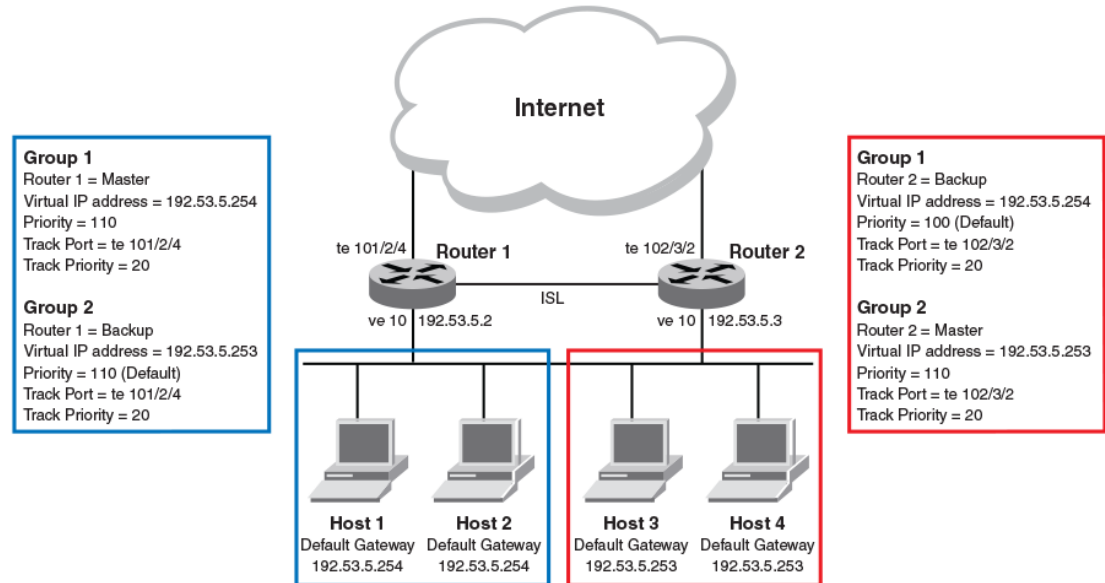 Internet
Group 1
Router 1 = Master
Virtual IP address = 192.53.5.254
Priority = 110
Track Port = te 101/2/4
Track Priority = 20
Group 2
Router 1 = Backup
Virtual IP address = 192.53.5.253
Priority = 110 (Default)
Track Port = te 101/2/4
Track Priority = 20
Group 1
Router 2 = Backup
Virtual IP address = 192.53.5.254
Priority = 100 (Default)
Track Port = te 102/3/2
Track Priority = 20
Group 2
Router 2 = Master
Virtual IP address = 192.53.5.253
Priority = 110
Track Port = te 102/3/2
Track Priority = 20
te 101/2/4
Router 1
te 102/3/2
Router 2
ISL
ve 10
192.53.5.2
ve 10
192.53.5.3
Host 1
Default Gateway
192.53.5.254
Host 2
Default Gateway
192.53.5.254
Host 3
Default Gateway
192.53.5.253
Host 4
Default Gateway
192.53.5.253